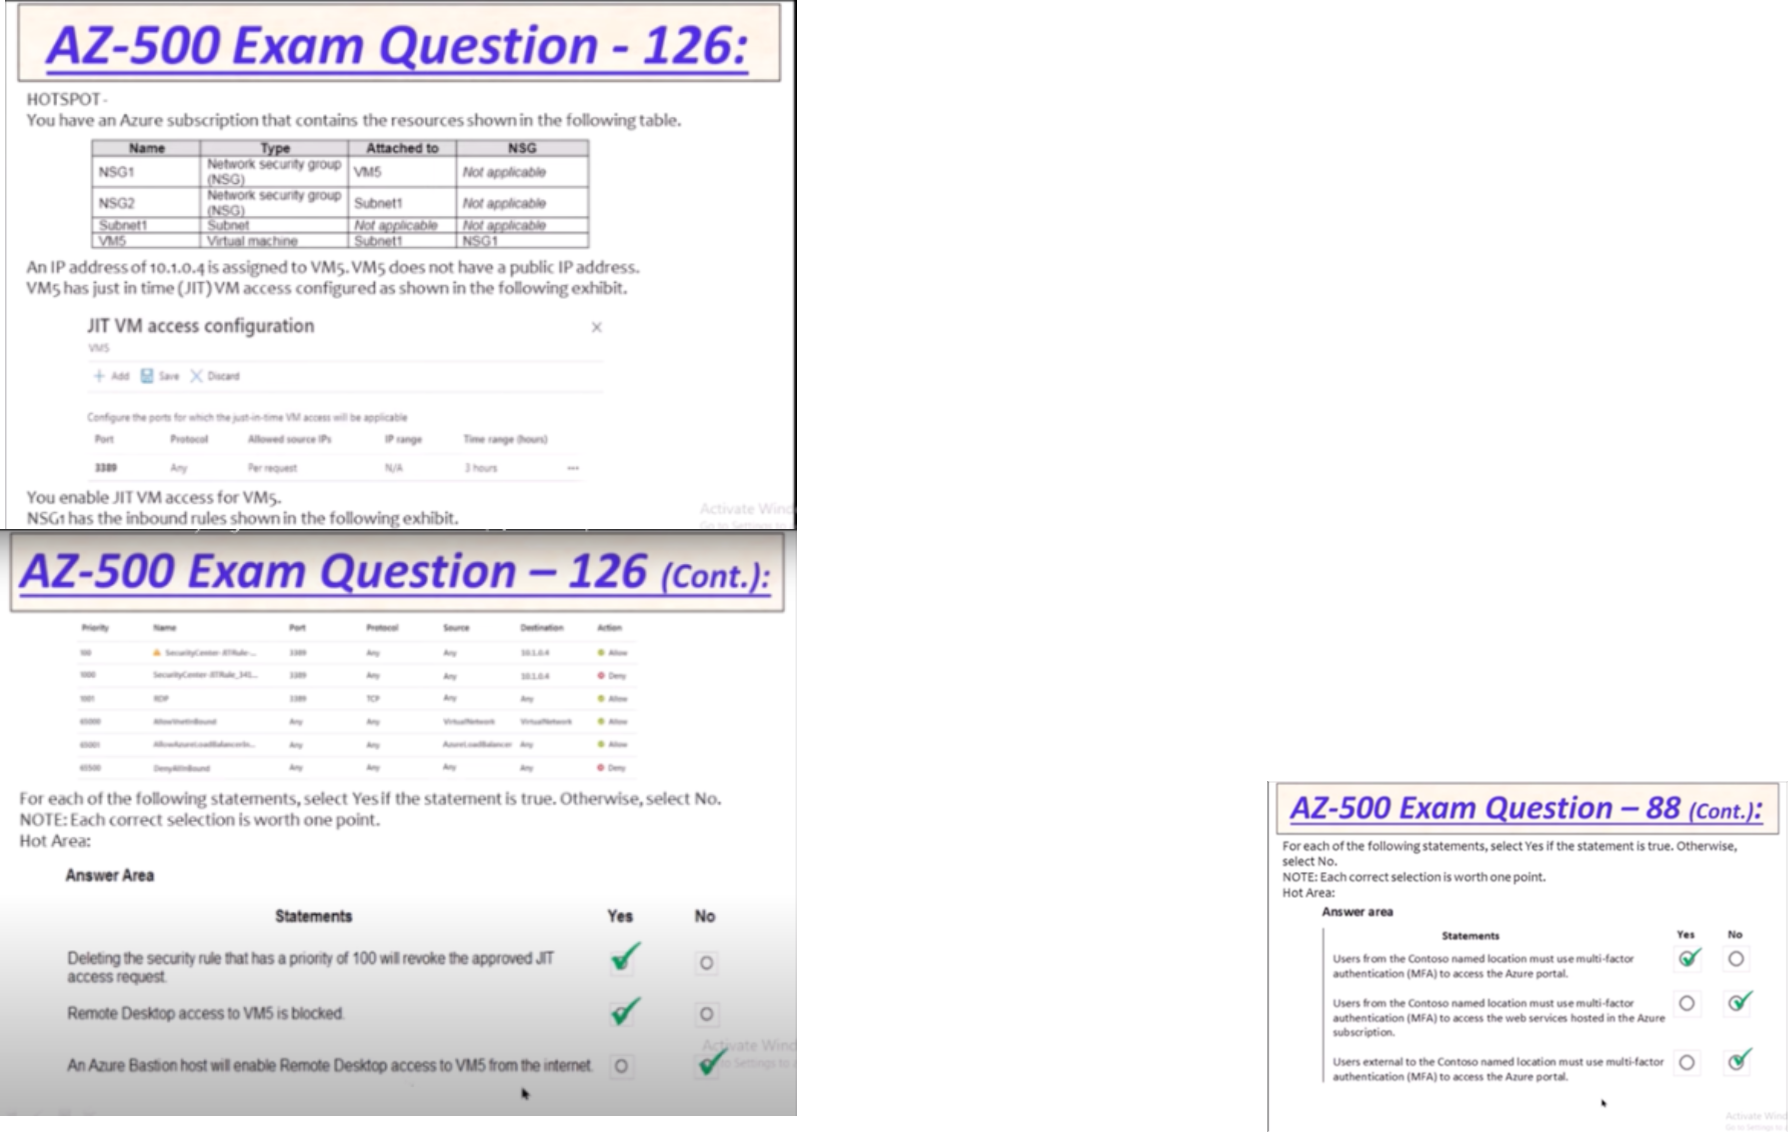 AZ-500 Exam Question - 126:
HOTSPOT -
You have an Azure subscription that contains the resources shown in the following table.
Name Type Attached to NSG
NSG1 Network security group (NSG) VM5 Not applicable
NSG2 Network security group (NSG) Subnet1 Not applicable
Subnet1 Subnet Not applicable Not applicable
VM5 Virtual machine Subnet1 NSG1
An IP address of 10.1.0.4 is assigned to VM5. VM5 does not have a public IP address.
VM5 has just in time (JIT) VM access configured as shown in the following exhibit.
JIT VM access configuration
VM5
Add Save Discard
Configure the ports for which the just-in-time VM access will be applicable
Port Protocol Allowed source IPs IP range Time range (hours)
3389 Any Per request N/A 3 hours ...
You enable JIT VM access for VM5.
NSG1 has the inbound rules shown in the following exhibit.
Activate Wind
Go to Settings to
AZ-500 Exam Question – 126 (Cont.):
Priority Name Port Protocol Source Destination Action
100 SecurityCenter-JITRule-... 3389 Any Any 10.1.0.4 Allow
1000 SecurityCenter-JITRule_341... 3389 Any Any 10.1.0.4 Deny
1001 RDP 3389 TCP Any Any Allow
65000 AllowVnetInBound Any Any VirtualNetwork VirtualNetwork Allow
65001 AllowAzureLoadBalancerIn... Any Any AzureLoadBalancer Any Allow
65500 DenyAllInBound Any Any Any Any Deny
For each of the following statements, select Yes if the statement is true. Otherwise, select No.
NOTE: Each correct selection is worth one point.
Hot Area:
Answer Area
Statements Yes No
Deleting the security rule that has a priority of 100 will revoke the approved JIT
access request.
Remote Desktop access to VM5 is blocked.
An Azure Bastion host will enable Remote Desktop access to VM5 from the internet.
Activate Wind
to Settings to
AZ-500 Exam Question – 88 (Cont.):
For each of the following statements, select Yes if the statement is true. Otherwise,
select No.
NOTE: Each correct selection is worth one point.
Hot Area:
Answer area
Statements Yes No
Users from the Contoso named location must use multi-factor
authentication (MFA) to access the Azure portal.
Users from the Contoso named location must use multi-factor
authentication (MFA) to access the web services hosted in the Azure
subscription.
Users external to the Contoso named location must use multi-factor
authentication (MFA) to access the Azure portal.
Activate Wind
Go to Settings to